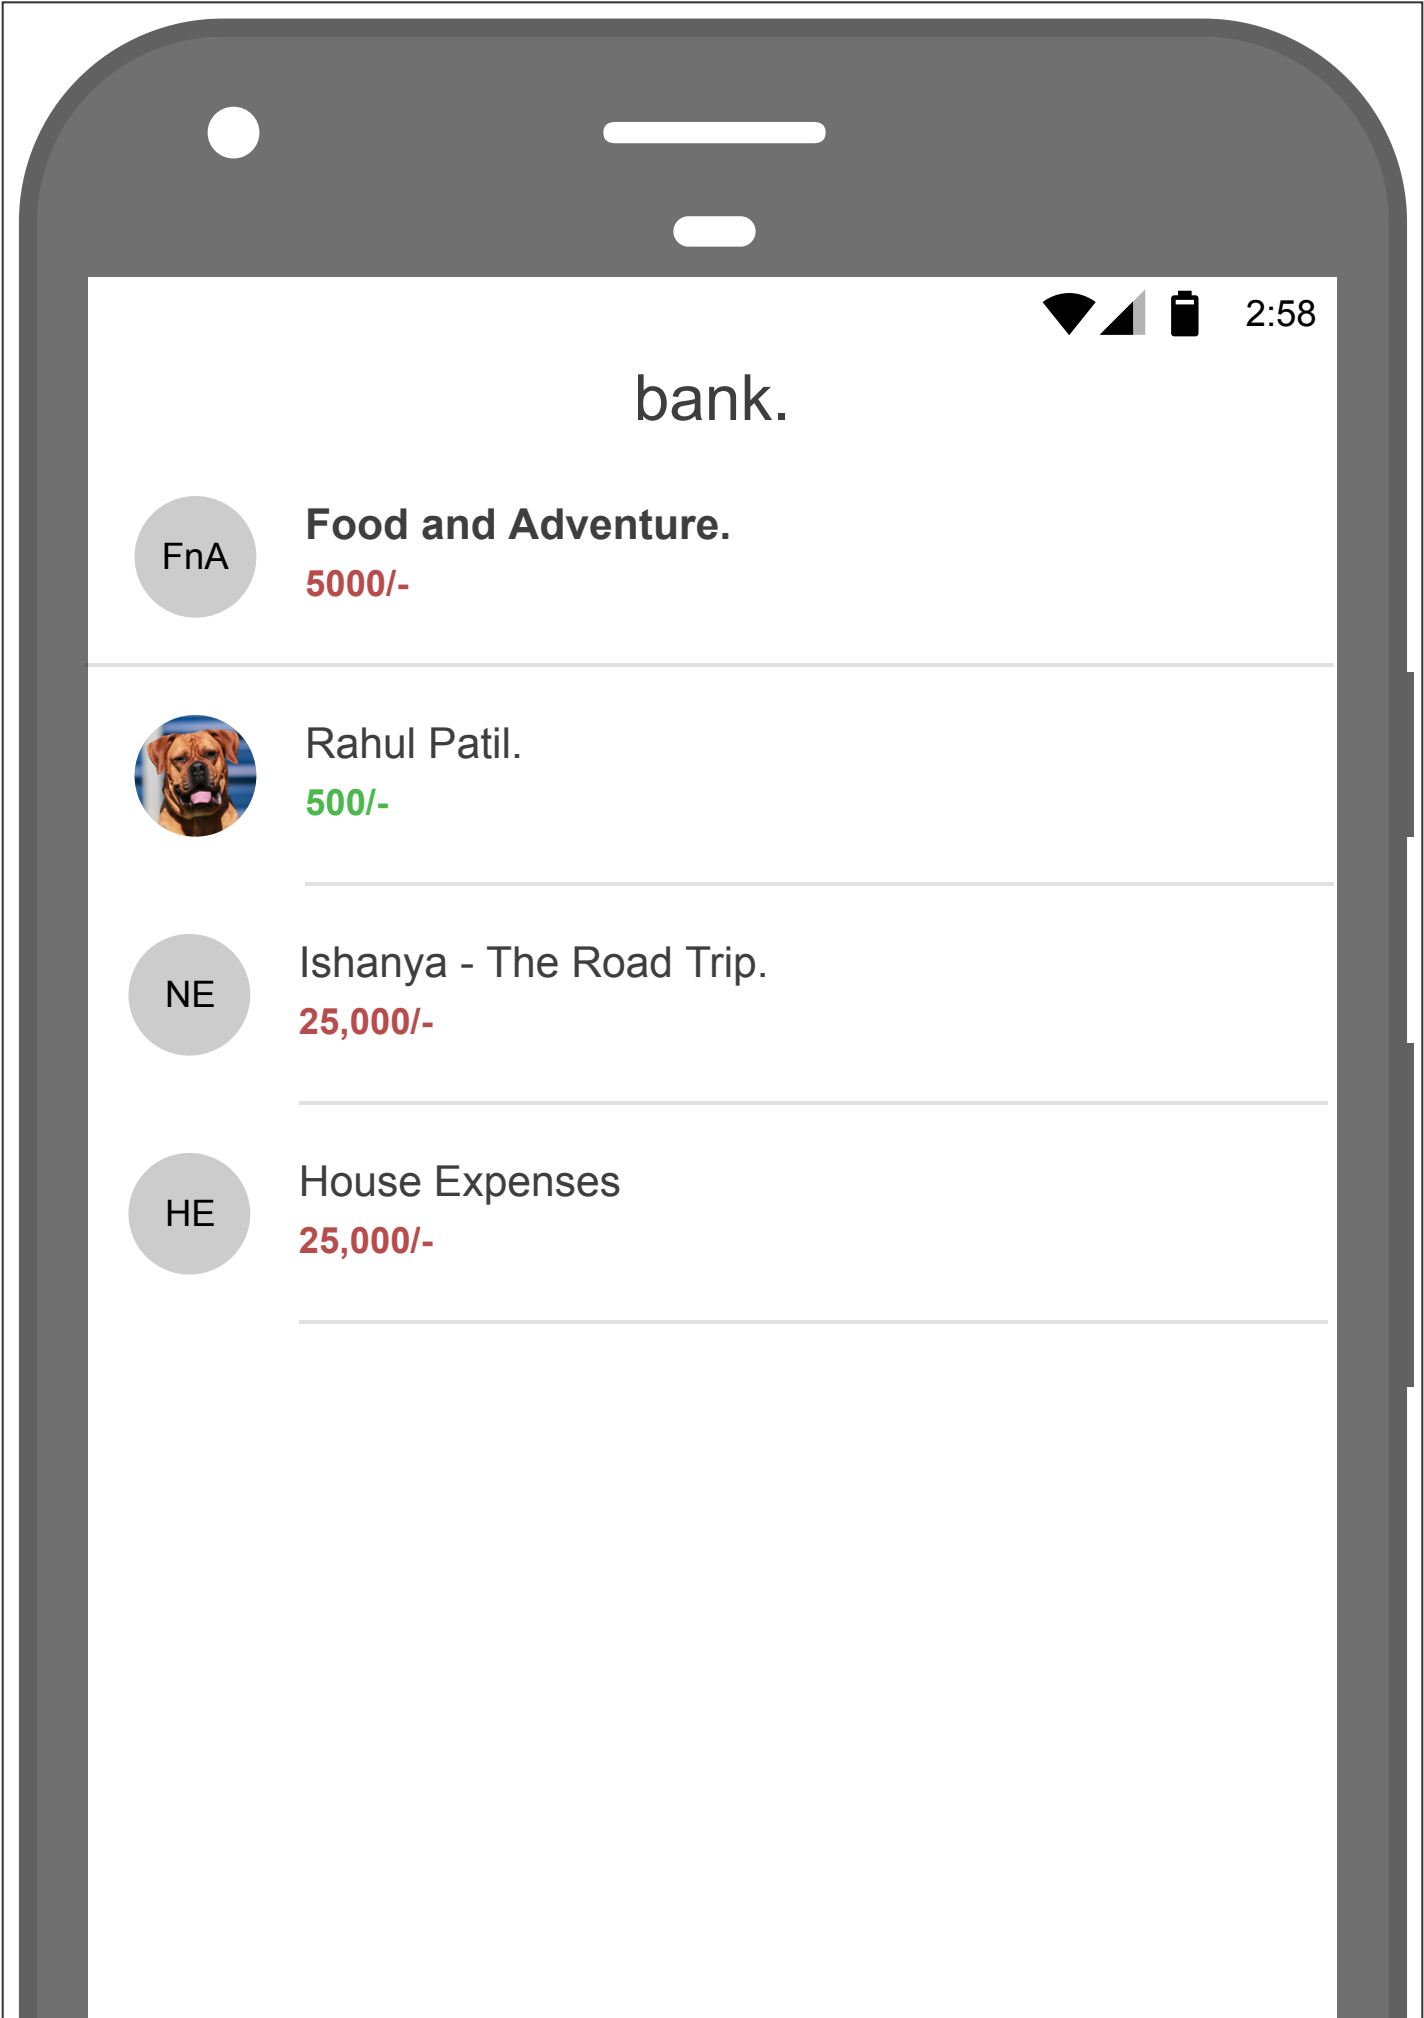 2:58
bank.
FnA
Food and Adventure.
5000/-
Rahul Patil.
500/-
NE
Ishanya - The Road Trip.
25,000/-
HE
House Expenses
25,000/-